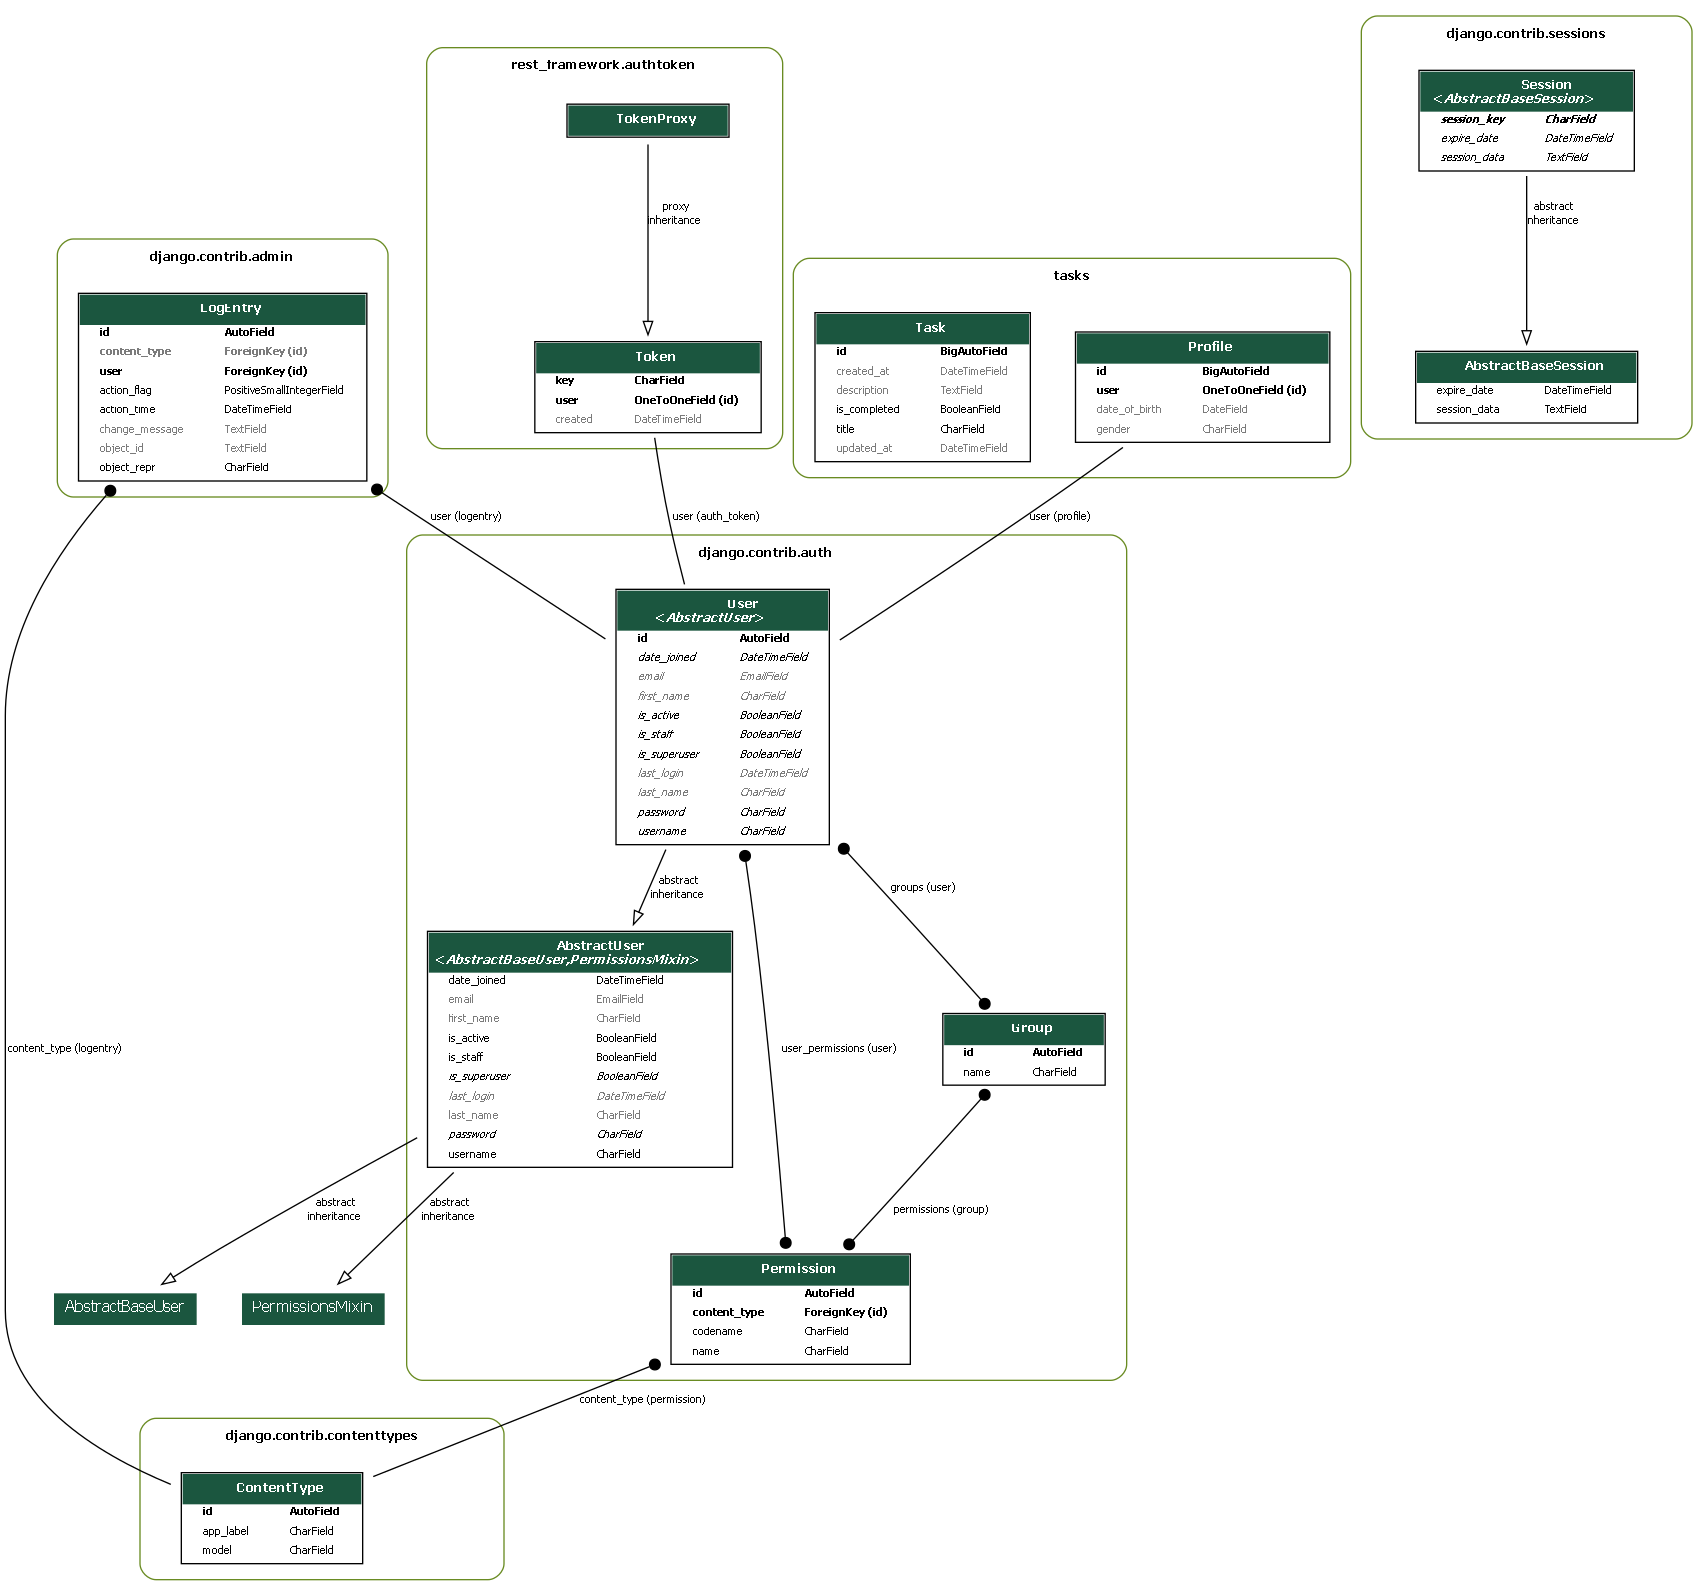 django.contrib.sessions
Session
<AbstractBaseSession>
session_key CharField
expire_date DateTimeField
session_data TextField
abstract
inheritance
AbstractBaseSession
expire_date DateTimeField
session_data TextField
rest_framework.authtoken
TokenProxy
proxy
inheritance
Token
key CharField
user OneToOneField (id)
created DateTimeField
django.contrib.admin
LogEntry
id AutoField
content_type ForeignKey (id)
user ForeignKey (id)
action_flag PositiveSmallIntegerField
action_time DateTimeField
change_message TextField
object_id TextField
object_repr CharField
tasks
Task
id BigAutoField
created_at DateTimeField
description TextField
is_completed BooleanField
title CharField
updated_at DateTimeField
Profile
id BigAutoField
user OneToOneField (id)
date_of_birth DateField
gender CharField
user (logentry)
user (auth_token)
user (profile)
django.contrib.auth
User
<AbstractUser>
id AutoField
date_joined DateTimeField
email EmailField
first_name CharField
is_active BooleanField
is_staff BooleanField
is_superuser BooleanField
last_login DateTimeField
last_name CharField
password CharField
username CharField
abstract
inheritance
groups (user)
AbstractUser
<AbstractBaseUser,PermissionsMixin>
date_joined DateTimeField
email EmailField
first_name CharField
is_active BooleanField
is_staff BooleanField
is_superuser BooleanField
last_login DateTimeField
last_name CharField
password CharField
username CharField
content_type (logentry)
user_permissions (user)
Group
id AutoField
name CharField
abstract
inheritance
abstract
inheritance
permissions (group)
AbstractBaseUser
PermissionsMixin
Permission
id AutoField
content_type ForeignKey (id)
codename CharField
name CharField
content_type (permission)
django.contrib.contenttypes
ContentType
id AutoField
app_label CharField
model CharField